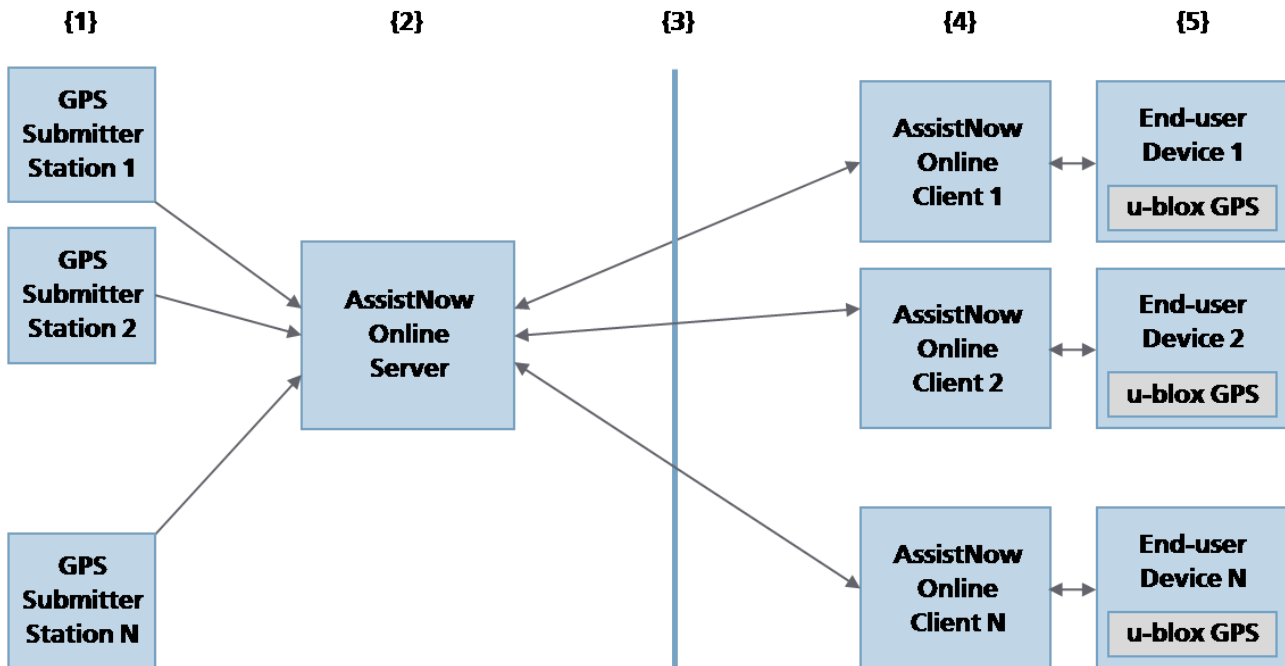 {1} {2} {3} {4} {5}
GPS
Submitter
Station 1
GPS
Submitter
Station 2
GPS
Submitter
Station N
AssistNow
Online
Server
AssistNow
Online
Client 1
AssistNow
Online
Client 2
AssistNow
Online
Client N
End-user
Device 1
u-blox GPS
End-user
Device 2
u-blox GPS
End-user
Device N
u-blox GPS